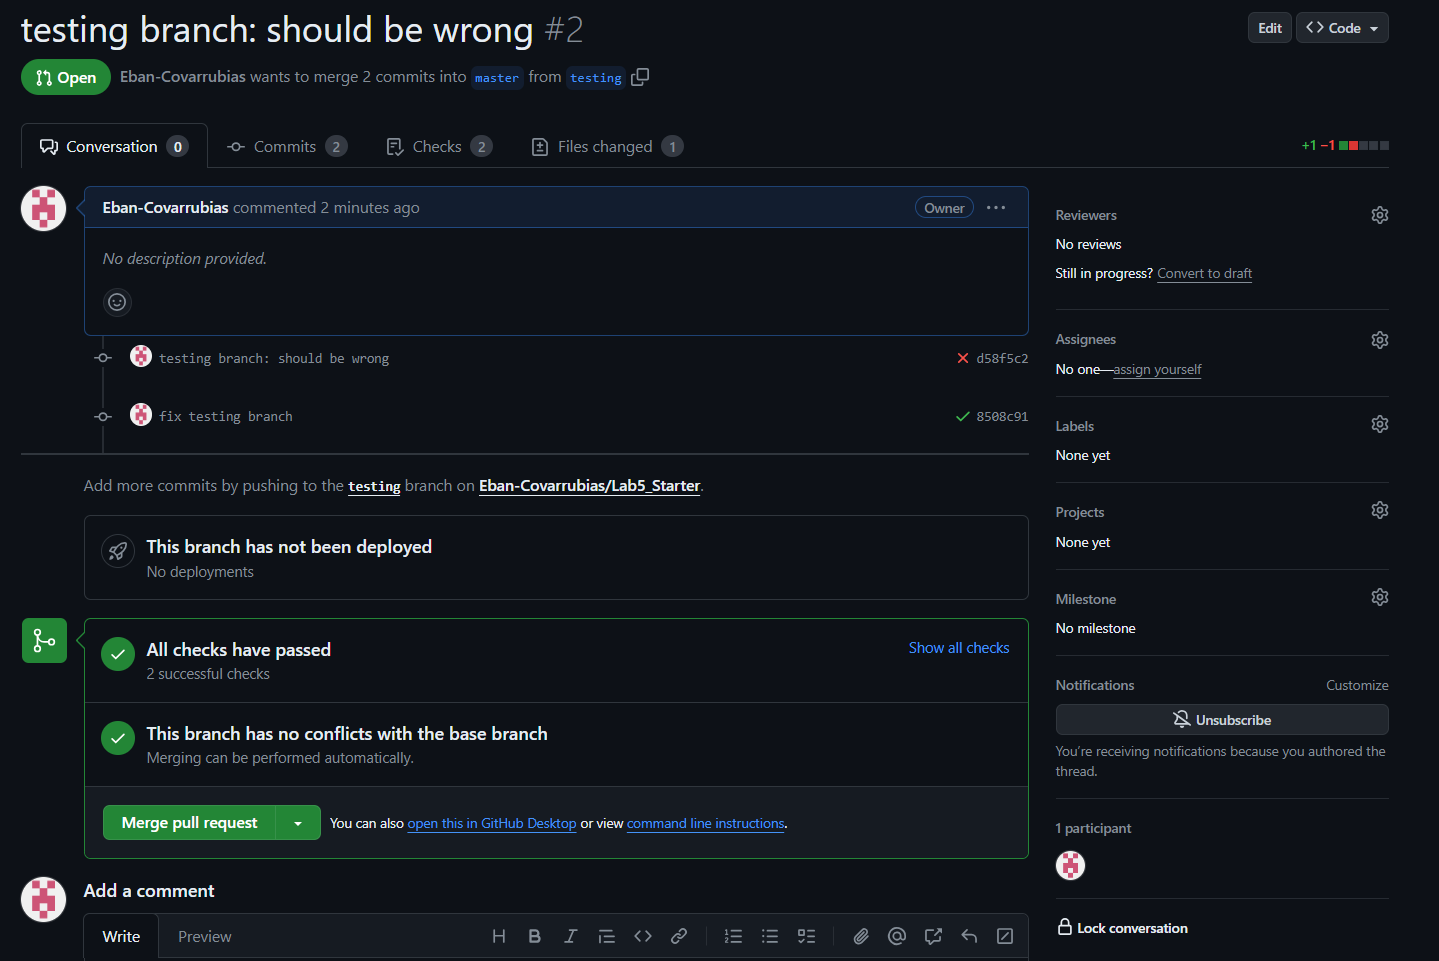 testing branch: should be wrong #2
Edit
Code
Open
Eban-Covarrubias wants to merge 2 commits into master from testing
Conversation 0
Commits 2
Checks 2
Files changed 1
+1 −1
Eban-Covarrubias commented 2 minutes ago
Owner
No description provided.
testing branch: should be wrong
d58f5c2
fix testing branch
8508c91
Add more commits by pushing to the testing branch on Eban-Covarrubias/Lab5_Starter.
This branch has not been deployed
No deployments
All checks have passed
2 successful checks
Show all checks
This branch has no conflicts with the base branch
Merging can be performed automatically.
Merge pull request
You can also open this in GitHub Desktop or view command line instructions.
Add a comment
Write
Preview
Reviewers
No reviews
Still in progress? Convert to draft
Assignees
No one—assign yourself
Labels
None yet
Projects
None yet
Milestone
No milestone
Notifications
Customize
Unsubscribe
You're receiving notifications because you authored the
thread.
1 participant
Lock conversation